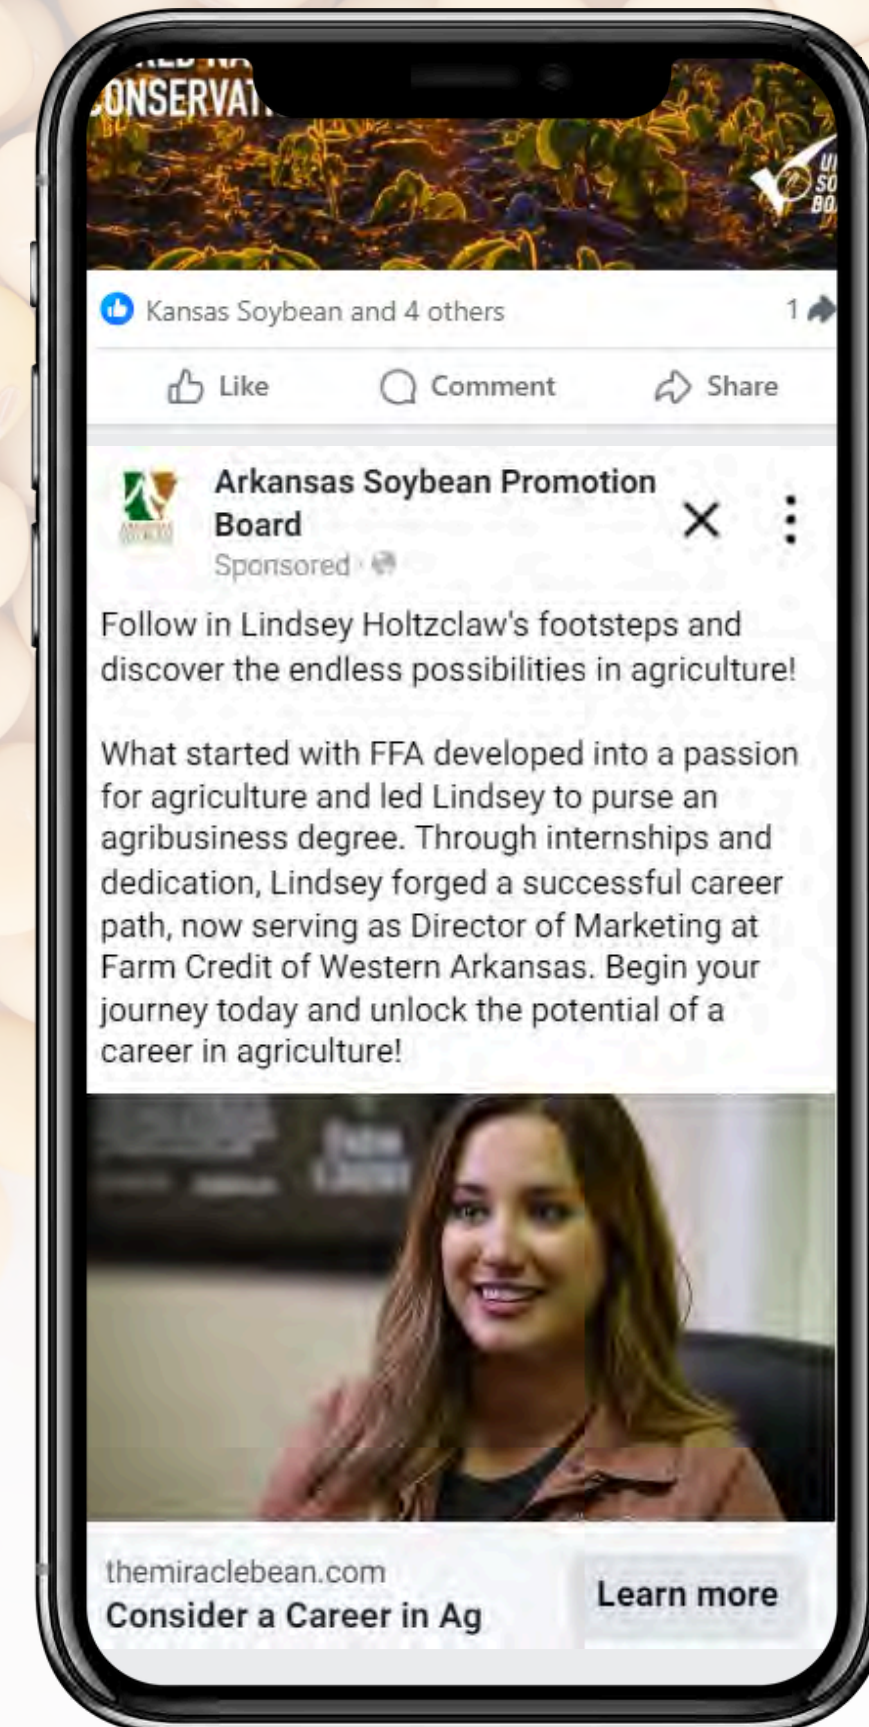 CONSERVAT
Kansas Soybean and 4 others
1
Like
Comment
Share
Arkansas Soybean Promotion
Board
Sponsored ·
Follow in Lindsey Holtzclaw's footsteps and
discover the endless possibilities in agriculture!
What started with FFA developed into a passion
for agriculture and led Lindsey to purse an
agribusiness degree. Through internships and
dedication, Lindsey forged a successful career
path, now serving as Director of Marketing at
Farm Credit of Western Arkansas. Begin your
journey today and unlock the potential of a
career in agriculture!
themiraclebean.com
Consider a Career in Ag
Learn more